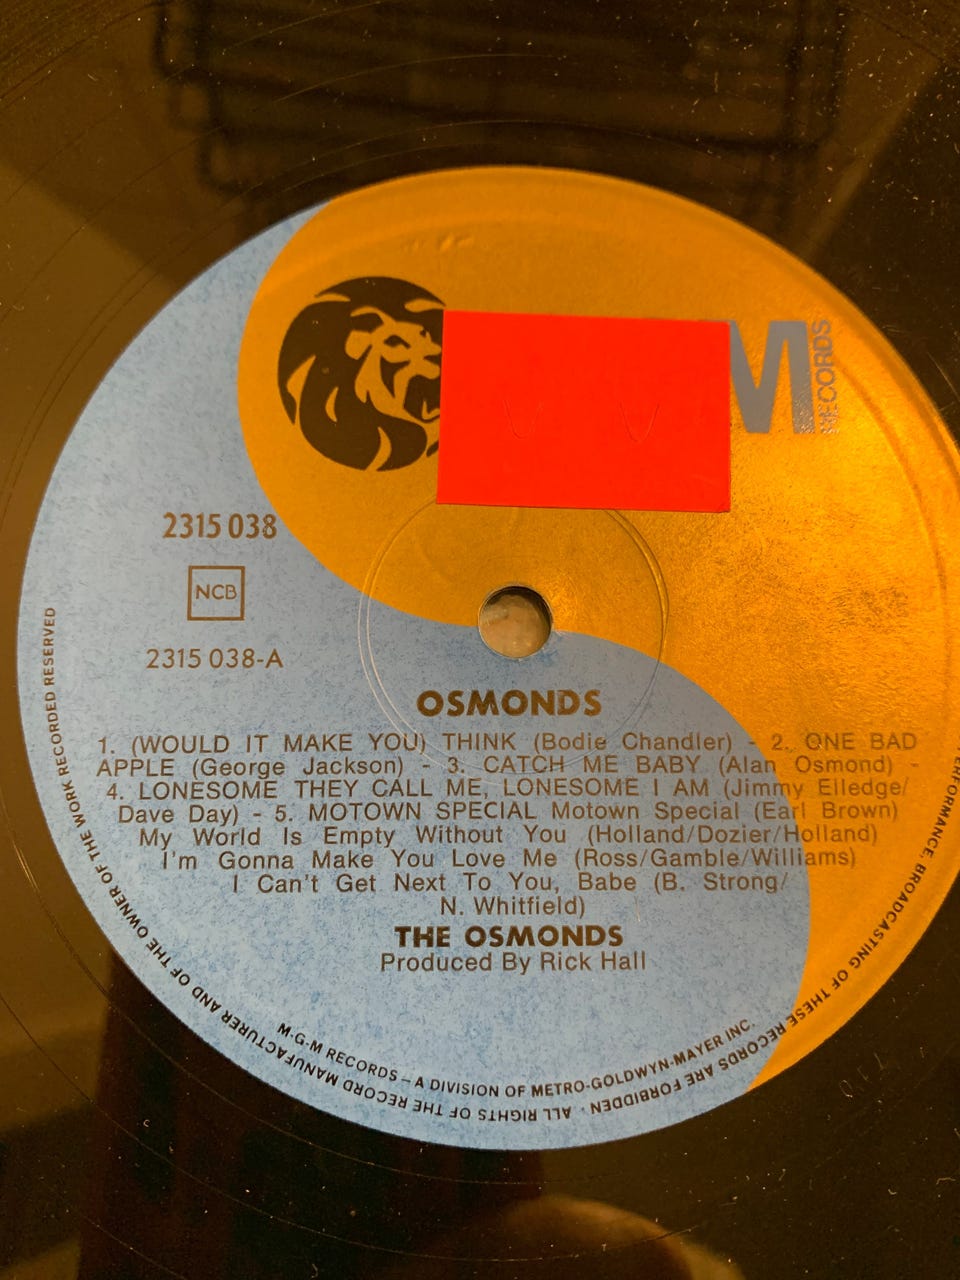 M
RECORDS
2315 038
NCB
2315 038-A
OSMONDS
1. (WOULD IT MAKE YOU) THINK (Bodie Chandler) - 2. ONE BAD
APPLE (George Jackson) - 3. CATCH ME BABY (Alan Osmond) -
4. LONESOME THEY CALL ME, LONESOME I AM (Jimmy Elledge/
Dave Day) - 5. MOTOWN SPECIAL Motown Special (Earl Brown)
My World Is Empty Without You (Holland/Dozier/Holland)
I'm Gonna Make You Love Me (Ross/Gamble/Williams)
I Can't Get Next To You, Babe (B. Strong/
N. Whitfield)
THE OSMONDS
Produced By Rick Hall
M-G-M RECORDS – A DIVISION OF METRO-GOLDWYN-MAYER INC.
ALL RIGHTS OF THE RECORD MANUFACTURER AND OF THE OWNER OF THE WORK RECORDED RESERVED
BROADCASTING OF THESE RECORDS ARE FORBIDDEN ·